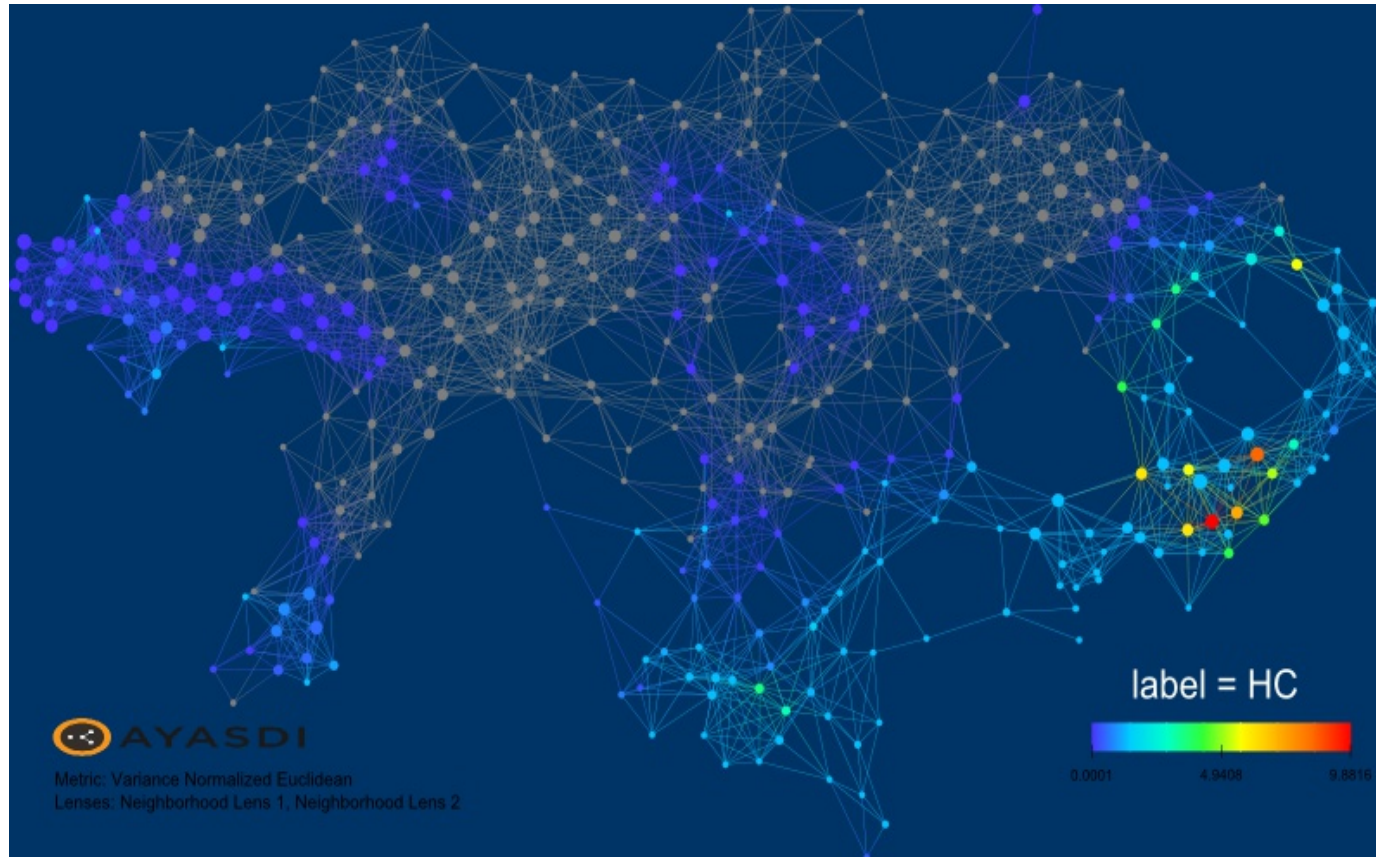 label = HC
0.0001 4.9408 9.8816
AYASDI
Metric: Variance Normalized Euclidean
Lenses: Neighborhood Lens 1, Neighborhood Lens 2